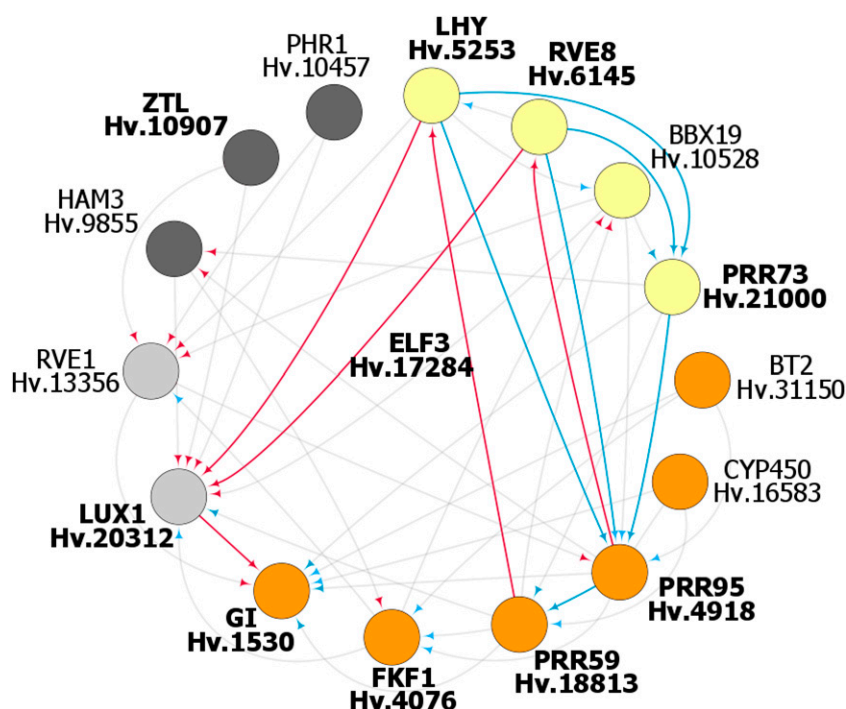 LHY
Hv.5253
PHR1
Hv.10457
RVE8
Hv.6145
ZTL
Hv.10907
BBX19
Hv.10528
HAM3
Hv.9855
PRR73
Hv.21000
ELF3
Hv.17284
RVE1
Hv.13356
BT2
Hv.31150
CYP450
Hv.16583
LUX1
Hv.20312
PRR95
Hv.4918
GI
Hv.1530
PRR59
Hv.18813
FKF1
Hv.4076